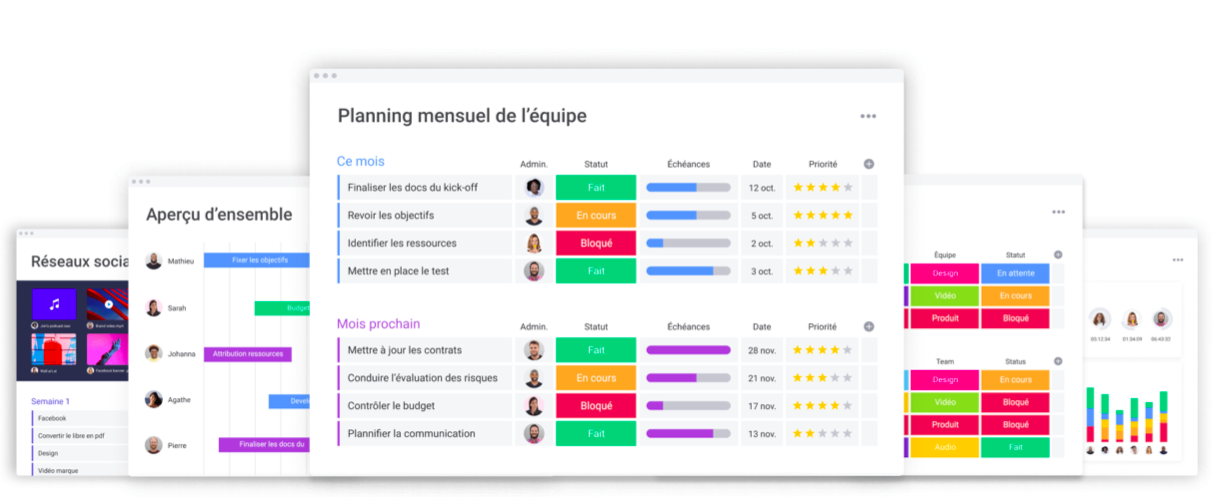 Planning mensuel de l’équipe
Ce mois
Admin. Statut Échéances Date Priorité
Finaliser les docs du kick-off Fait 12 oct.
Revoir les objectifs En cours 5 oct.
Identifier les ressources Bloqué 2 oct.
Mettre en place le test Fait 3 oct.
Mois prochain
Admin. Statut Échéances Date Priorité
Mettre à jour les contrats Fait 28 nov.
Conduire l’évaluation des risques En cours 21 nov.
Contrôler le budget Bloqué 17 nov.
Plannifier la communication Fait 13 nov.
Aperçu d’ensemble
Mathieu Fixer les objectifs
Sarah Budget
Johanna Attribution ressources
Agathe Devel
Pierre Finaliser les docs du
Réseaux socia
Semaine 1
Facebook
Convertir le libre en pdf
Design
Vidéo marque
Équipe Statut
Design En attente
Vidéo En cours
Produit Bloqué
Team Status
Design En cours
Vidéo Bloqué
Produit Bloqué
Audio Fait
05:12:34 01:34:09 06:43:32